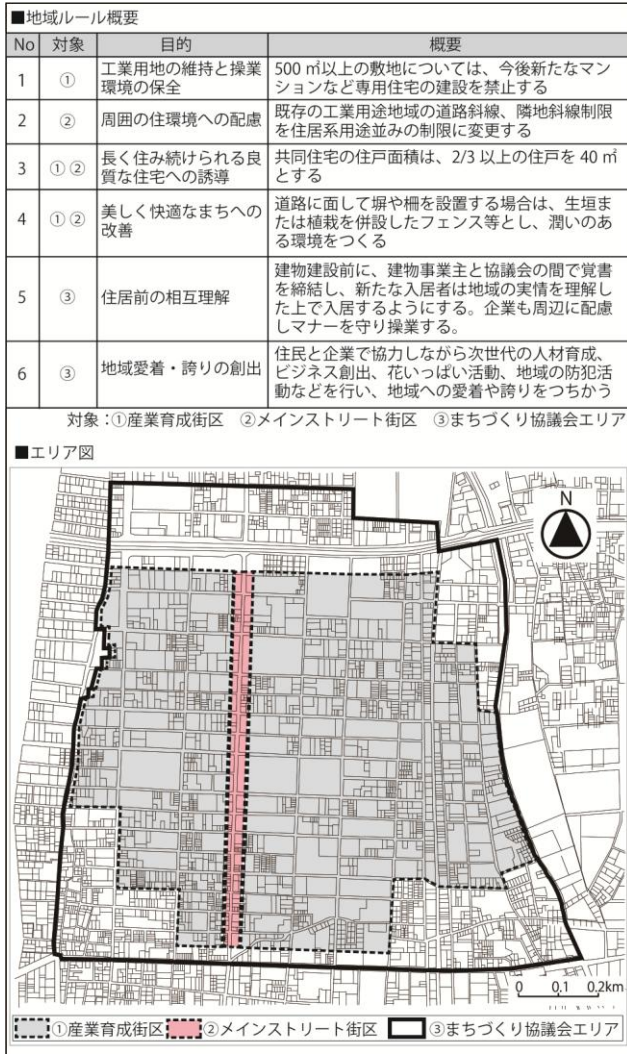 ■地域ルール概要
No 対象 目的 概要
1 ① 工業用地の維持と操業環境の保全 500 ㎡以上の敷地については、今後新たなマンションなど専用住宅の建設を禁止する
2 ② 周囲の住環境への配慮 既存の工業用途地域の道路斜線、隣地斜線制限を住居系用途並みの制限に変更する
3 ①② 長く住み続けられる良質な住宅への誘導 共同住宅の住戸面積は、2/3 以上の住戸を 40 ㎡とする
4 ①② 美しく快適なまちへの改善 道路に面して塀や柵を設置する場合は、生垣または植栽を併設したフェンス等とし、潤いのある環境をつくる
5 ③ 住居前の相互理解 建物建設前に、建物事業主と協議会の間で覚書を締結し、新たな入居者は地域の実情を理解した上で入居するようにする。企業も周辺に配慮しマナーを守り操業する。
6 ③ 地域愛着・誇りの創出 住民と企業で協力しながら次世代の人材育成、ビジネス創出、花いっぱい活動、地域の防犯活動などを行い、地域への愛着や誇りをつちかう
対象：①産業育成街区 ②メインストリート街区 ③まちづくり協議会エリア
■エリア図
N
0 0.1 0.2km
①産業育成街区 ②メインストリート街区 ③まちづくり協議会エリア